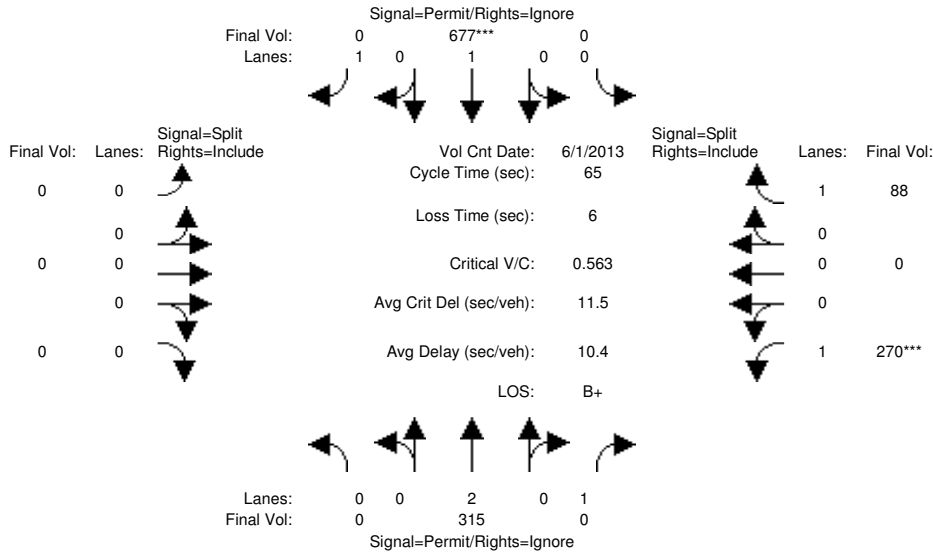 Signal=Permit/Rights=Ignore
Final Vol: 0 677*** 0
Lanes: 1 0 1 0 0
Signal=Split
Final Vol: Lanes: Rights=Include
Vol Cnt Date: 6/1/2013
Signal=Split
Rights=Include Lanes: Final Vol:
Cycle Time (sec): 65
0 0
1 88
Loss Time (sec): 6
0
0
0 0
Critical V/C: 0.563
0 0
0
Avg Crit Del (sec/veh): 11.5
0
0 0
Avg Delay (sec/veh): 10.4
1 270***
LOS: B+
Lanes: 0 0 2 0 1
Final Vol: 0 315 0
Signal=Permit/Rights=Ignore